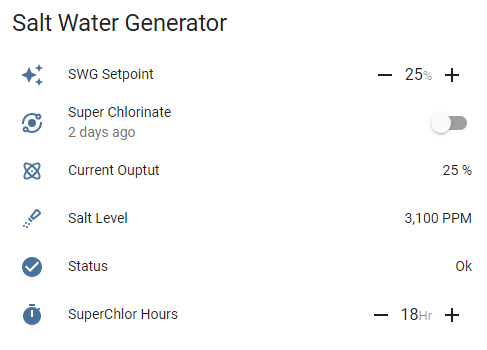 Salt Water Generator
SWG Setpoint
25%
Super Chlorinate
2 days ago
Current Ouptut
25 %
Salt Level
3,100 PPM
Status
Ok
SuperChlor Hours
18Hr